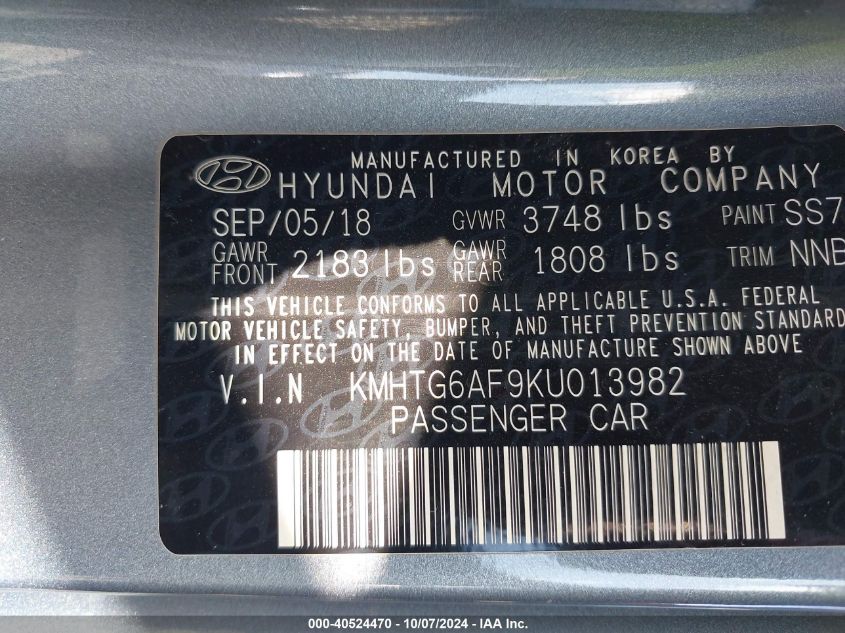 MANUFACTURED IN KOREA BY
HYUNDAI MOTOR COMPANY
SEP/05/18 GVWR 3748 lbs PAINT SS7
GAWR FRONT 2183 lbs GAWR REAR 1808 lbs TRIM NNB
THIS VEHICLE CONFORMS TO ALL APPLICABLE U.S.A. FEDERAL
MOTOR VEHICLE SAFETY, BUMPER, AND THEFT PREVENTION STANDARD
IN EFFECT ON THE DATE OF MANUFACTURE SHOWN ABOVE
V.I.N KMHTG6AF9KU013982
PASSENGER CAR
000-40524470 - 10/07/2024 - IAA